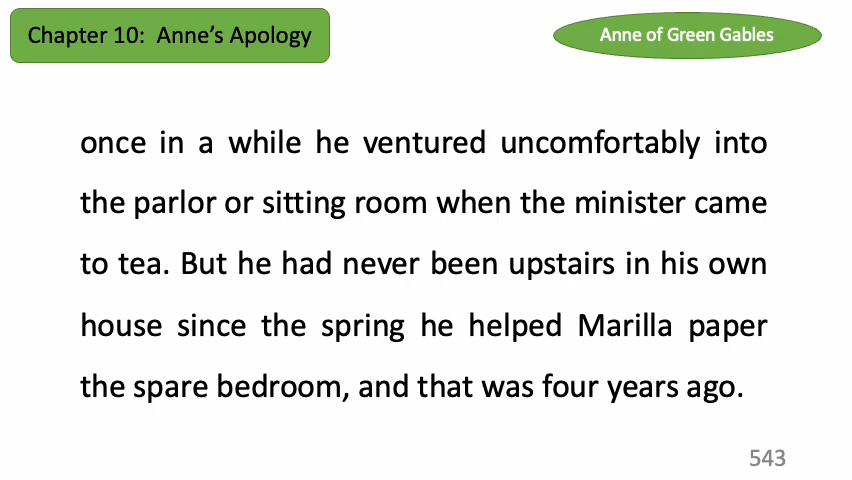 Chapter 10:  Anne’s Apology
Anne of Green Gables
once in a while he ventured uncomfortably into
the parlor or sitting room when the minister came
to tea. But he had never been upstairs in his own
house since the spring he helped Marilla paper
the spare bedroom, and that was four years ago.
543